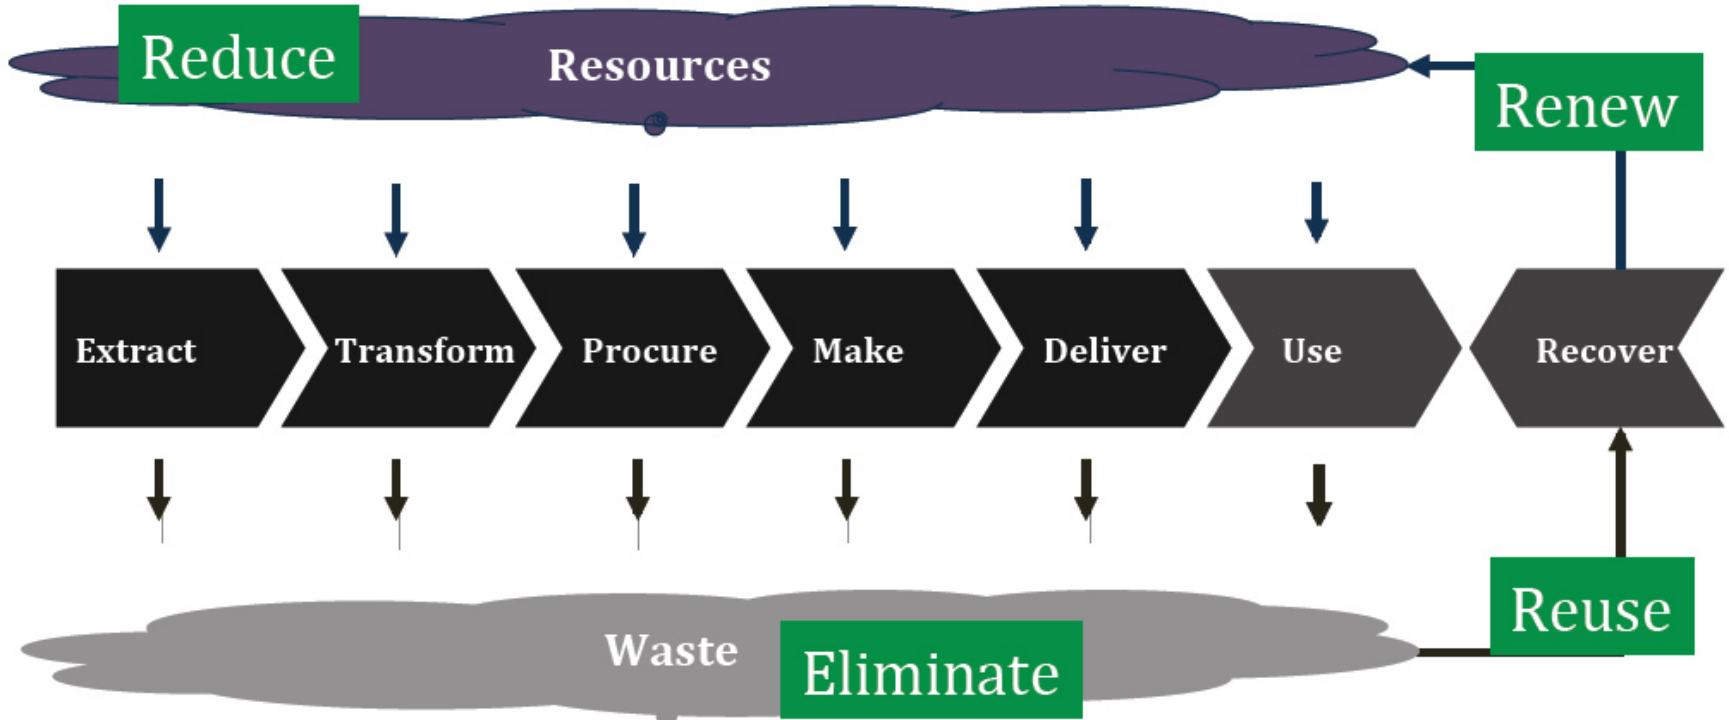 Reduce
Resources
Renew
Extract
Transform
Procure
Make
Deliver
Use
Recover
Waste
Eliminate
Reuse